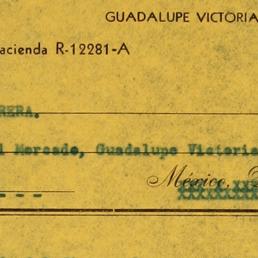 GUADALUPE VICTORIA
acienda R-12281-A
RERA.
l Mercado, Guadalupe Victoria
México,